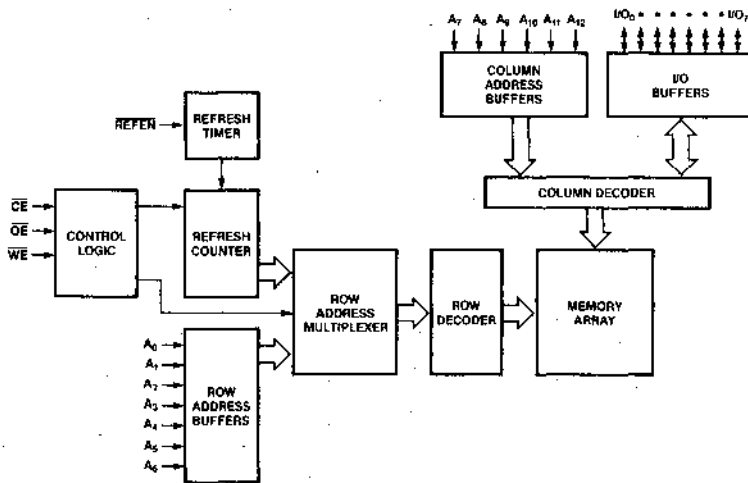 A7 A8 A9 A10 A11 A12
I/O0 I/O7
COLUMN
ADDRESS
BUFFERS
I/O
BUFFERS
REFEN
REFRESH
TIMER
COLUMN DECODER
CE
OE
WE
CONTROL
LOGIC
REFRESH
COUNTER
ROW
ADDRESS
MULTIPLEXER
ROW
DECODER
MEMORY
ARRAY
A0
A1
A2
A3
A4
A5
A6
ROW
ADDRESS
BUFFERS